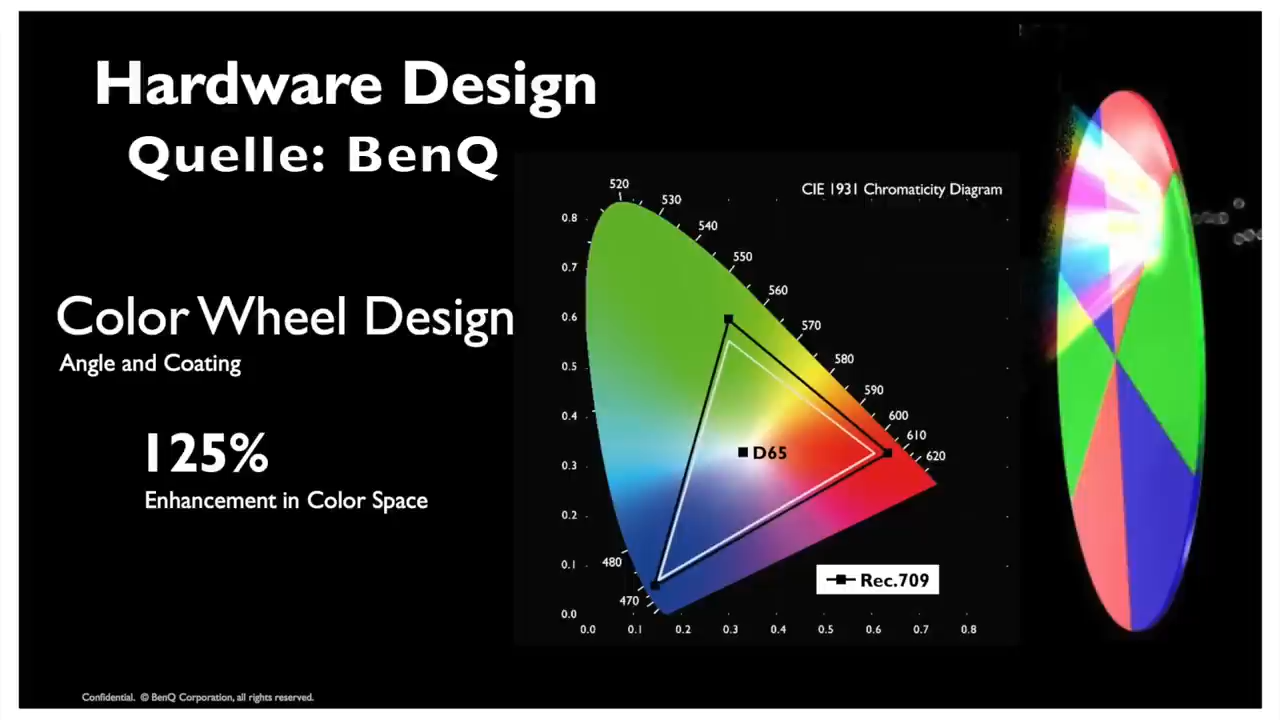 Hardware Design
Quelle: BenQ
Color Wheel Design
Angle and Coating
125%
Enhancement in Color Space
CIE 1931 Chromaticity Diagram
520
530
540
550
560
570
580
590
600
610
620
480
470
0.8
0.7
0.6
0.5
0.4
0.3
0.2
0.1
0.0
0.0 0.1 0.2 0.3 0.4 0.5 0.6 0.7 0.8
D65
Rec.709
Confidential. © BenQ Corporation, all rights reserved.